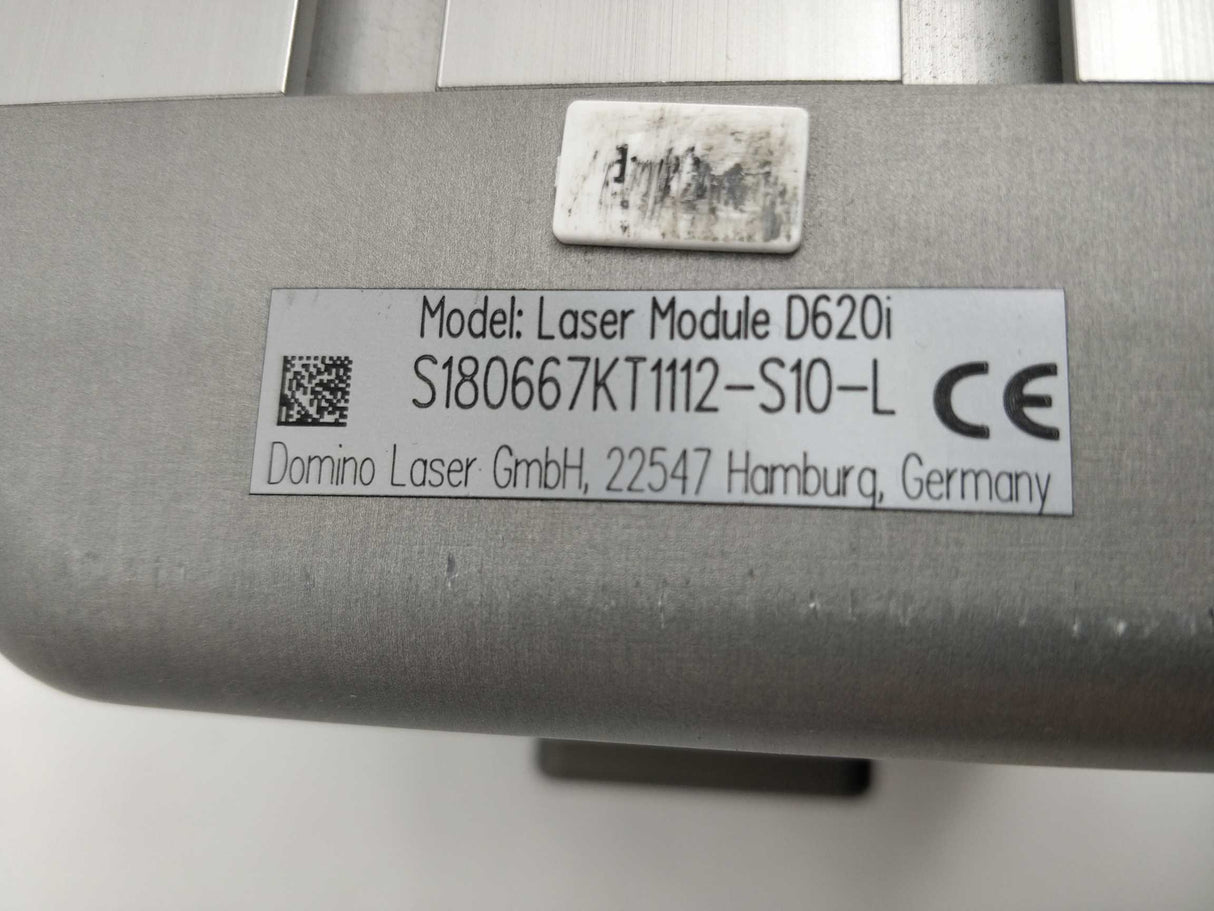 Model: Laser Module D620i
S180667KT1112-S10-L CE
Domino Laser GmbH, 22547 Hamburg, Germany